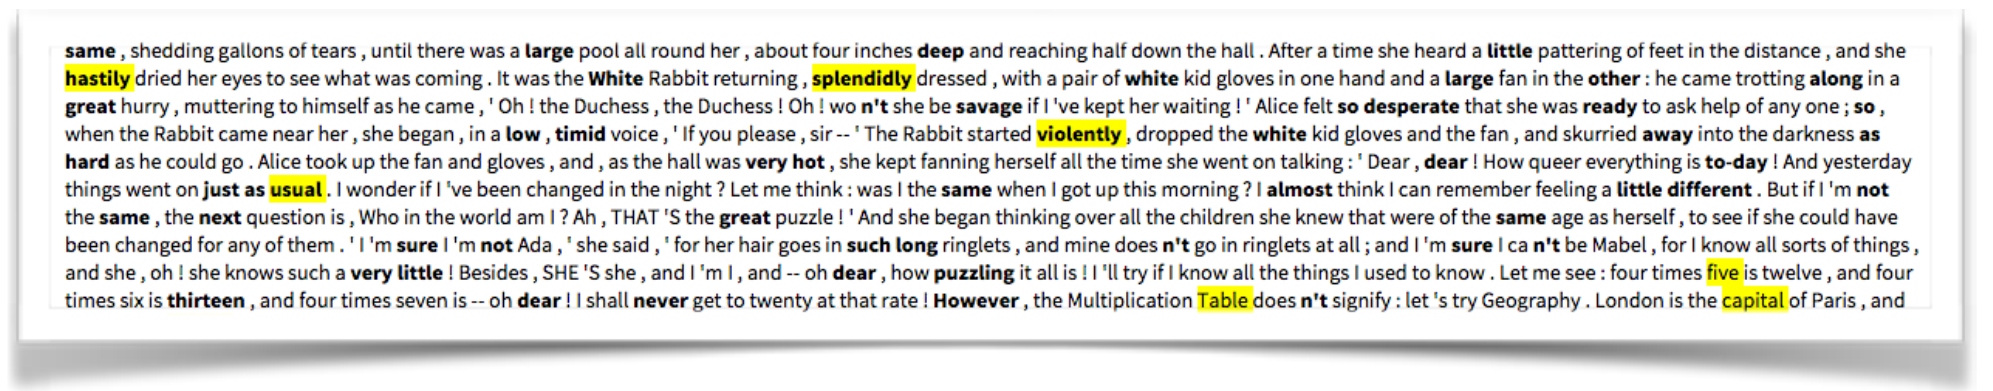 same , shedding gallons of tears , until there was a large pool all round her , about four inches deep and reaching half down the hall . After a time she heard a little pattering of feet in the distance , and she
hastily dried her eyes to see what was coming . It was the White Rabbit returning , splendidly dressed , with a pair of white kid gloves in one hand and a large fan in the other : he came trotting along in a
great hurry , muttering to himself as he came , ' Oh ! the Duchess , the Duchess ! Oh ! wo n't she be savage if I 've kept her waiting ! ' Alice felt so desperate that she was ready to ask help of any one ; so ,
when the Rabbit came near her , she began , in a low , timid voice , ' If you please , sir -- ' The Rabbit started violently , dropped the white kid gloves and the fan , and skurried away into the darkness as
hard as he could go . Alice took up the fan and gloves , and , as the hall was very hot , she kept fanning herself all the time she went on talking : ' Dear , dear ! How queer everything is to-day ! And yesterday
things went on just as usual . I wonder if I 've been changed in the night ? Let me think : was I the same when I got up this morning ? I almost think I can remember feeling a little different . But if I 'm not
the same , the next question is , Who in the world am I ? Ah , THAT 'S the great puzzle ! ' And she began thinking over all the children she knew that were of the same age as herself , to see if she could have
been changed for any of them . ' I 'm sure I 'm not Ada , ' she said , ' for her hair goes in such long ringlets , and mine does n't go in ringlets at all ; and I 'm sure I ca n't be Mabel , for I know all sorts of things ,
and she , oh ! she knows such a very little ! Besides , SHE 'S she , and I 'm I , and -- oh dear , how puzzling it all is ! I 'll try if I know all the things I used to know . Let me see : four times five is twelve , and four
times six is thirteen , and four times seven is -- oh dear ! I shall never get to twenty at that rate ! However , the Multiplication Table does n't signify : let 's try Geography . London is the capital of Paris , and